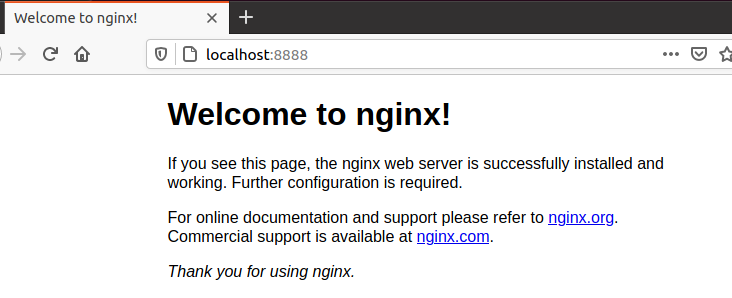 Welcome to nginx!
localhost:8888
Welcome to nginx!
If you see this page, the nginx web server is successfully installed and
working. Further configuration is required.
For online documentation and support please refer to nginx.org.
Commercial support is available at nginx.com.
Thank you for using nginx.